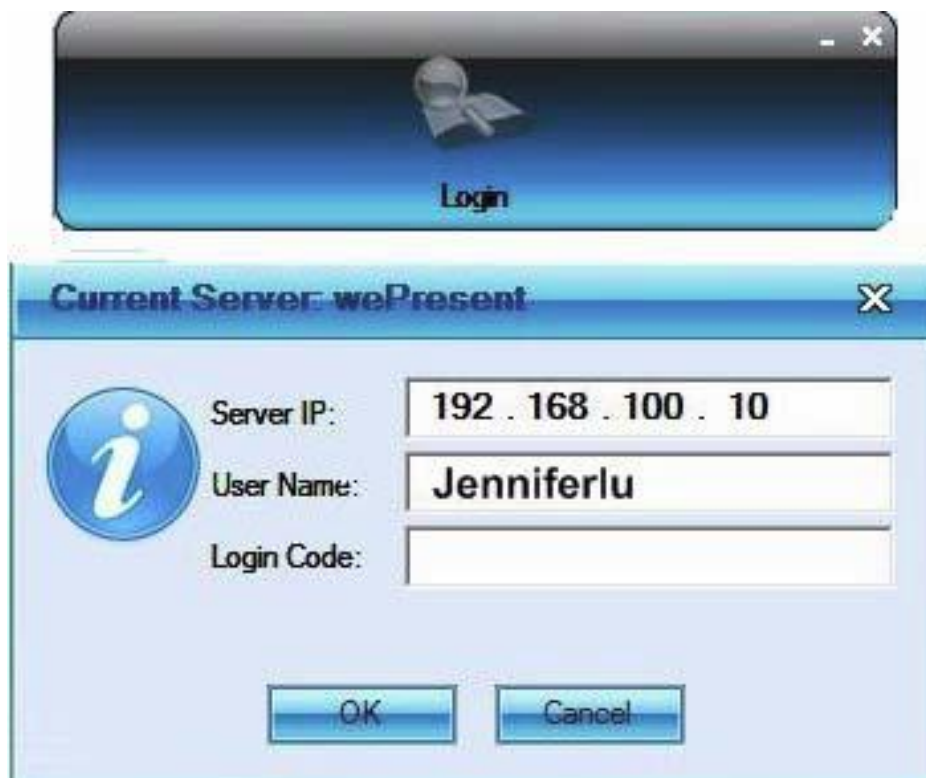 Login
Current Server: wePresent
Server IP: 192 . 168 . 100 . 10
User Name: Jenniferlu
Login Code:
OK Cancel